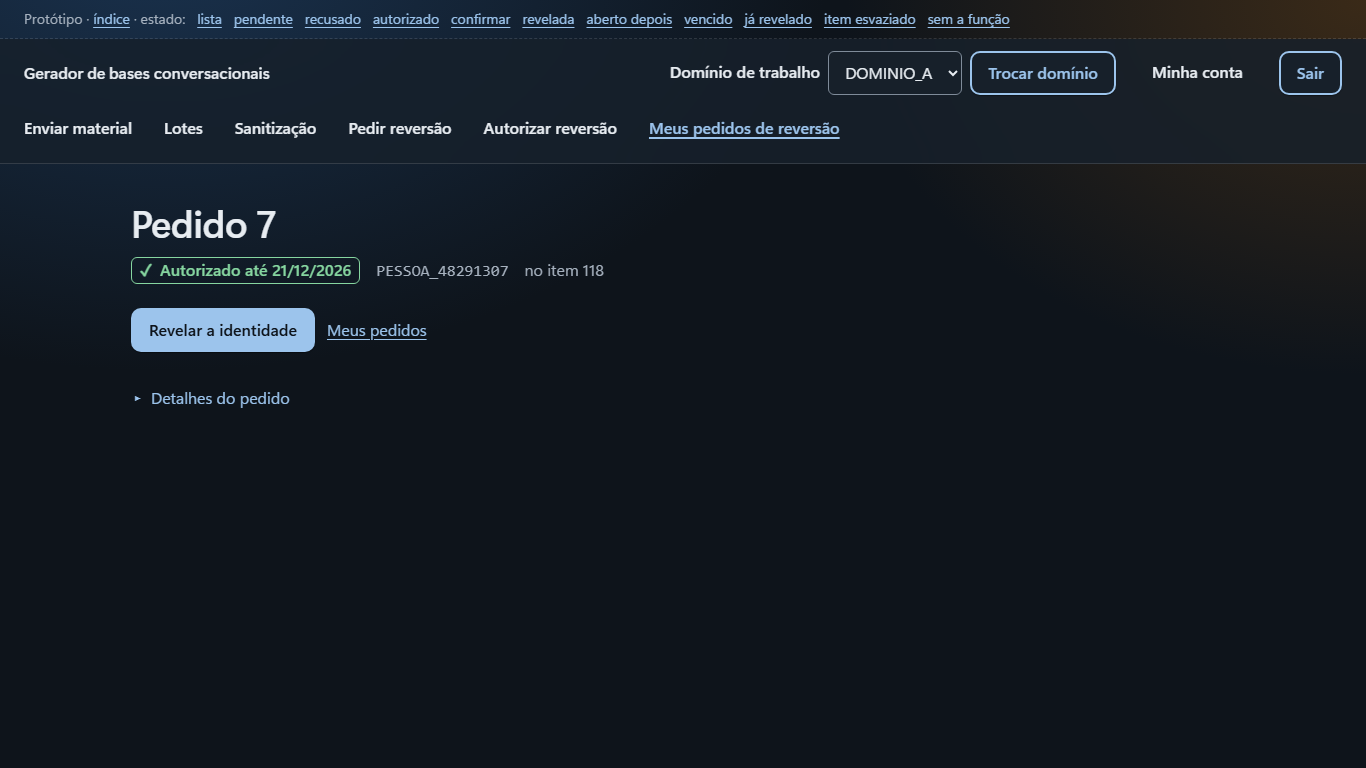 Protótipo · índice · estado: lista pendente recusado autorizado confirmar revelada aberto depois vencido já revelado item esvaziado sem a função
Gerador de bases conversacionais Domínio de trabalho DOMINIO_A Trocar domínio Minha conta Sair
Enviar material Lotes Sanitização Pedir reversão Autorizar reversão Meus pedidos de reversão
Pedido 7
✓ Autorizado até 21/12/2026 PESSOA_48291307 no item 118
Revelar a identidade Meus pedidos
▸ Detalhes do pedido